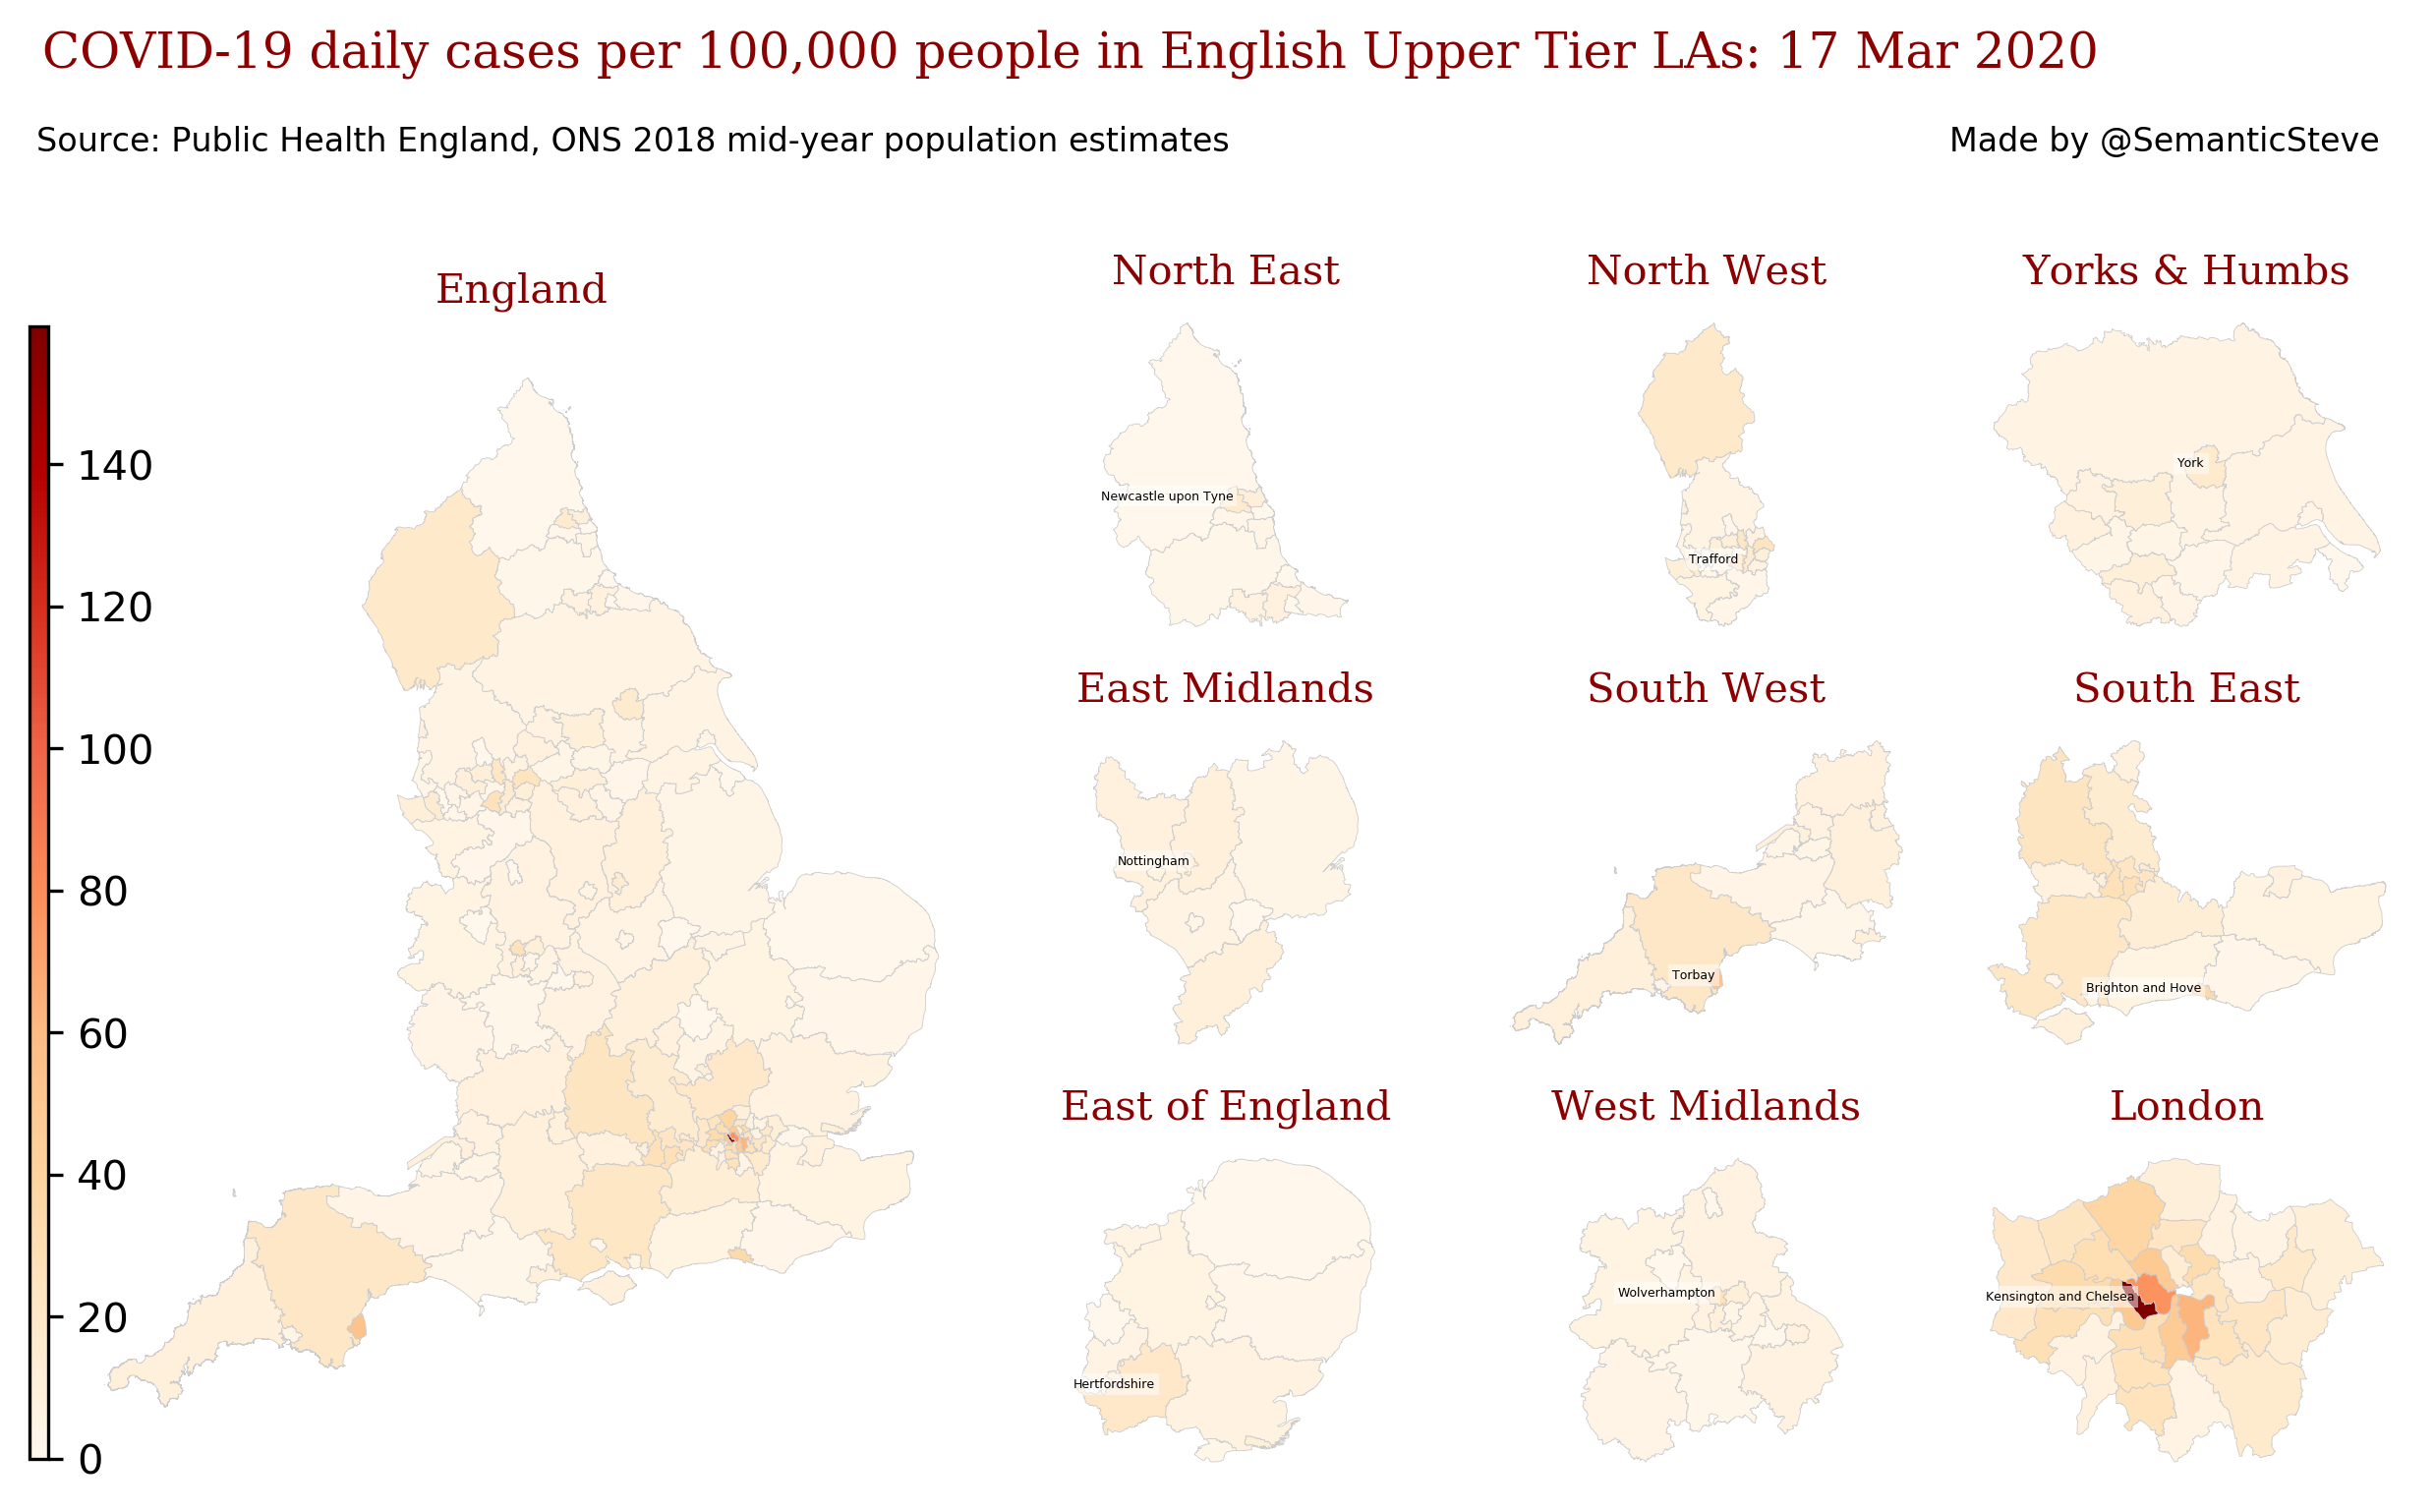 COVID-19 daily cases per 100,000 people in English Upper Tier LAs: 17 Mar 2020
Source: Public Health England, ONS 2018 mid-year population estimates
Made by @SemanticSteve
England
140
120
100
80
60
40
20
0
North East
Newcastle upon Tyne
North West
Trafford
Yorks & Humbs
York
East Midlands
Nottingham
South West
Torbay
South East
Brighton and Hove
East of England
Hertfordshire
West Midlands
Wolverhampton
London
Kensington and Chelsea